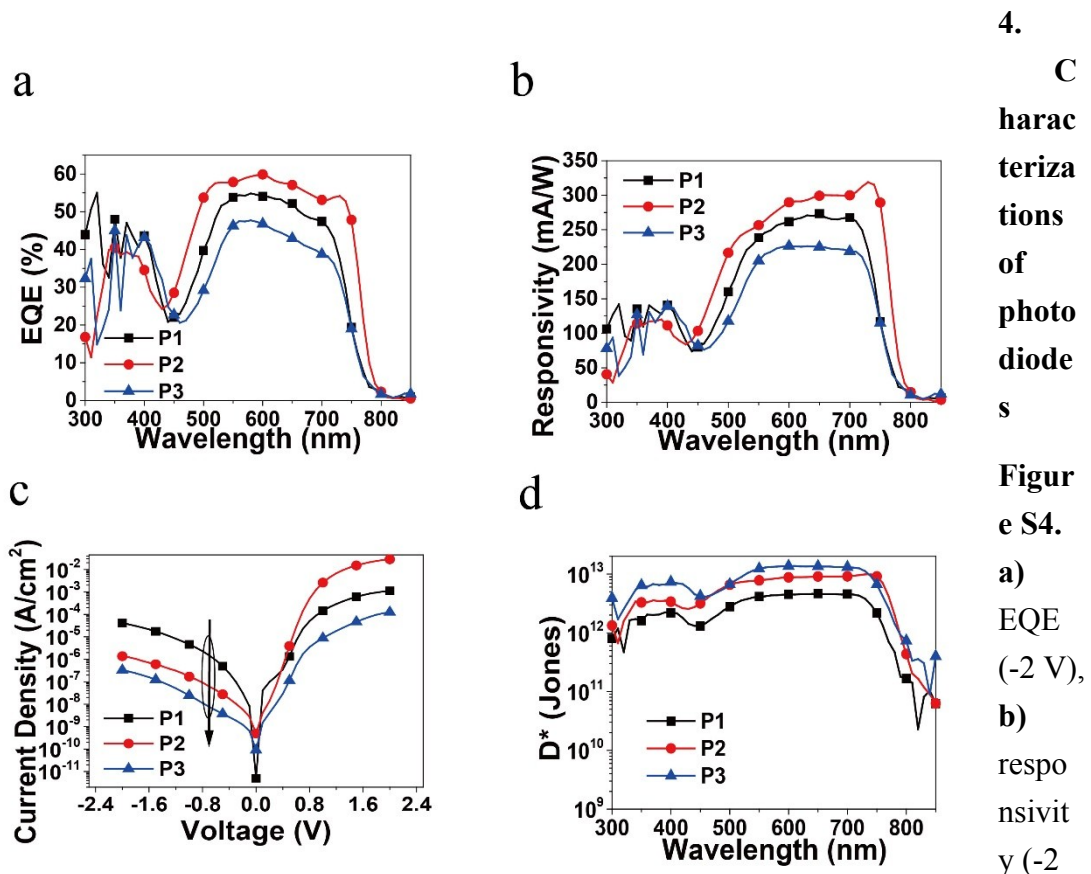 a
EQE (%)
60
50
40
30
20
10
0
P1
P2
P3
300 400 500 600 700 800
Wavelength (nm)
b
Responsivity (mA/W)
350
300
250
200
150
100
50
0
P1
P2
P3
300 400 500 600 700 800
Wavelength (nm)
c
Current Density (A/cm²)
10⁻²
10⁻³
10⁻⁴
10⁻⁵
10⁻⁶
10⁻⁷
10⁻⁸
10⁻⁹
10⁻¹⁰
10⁻¹¹
P1
P2
P3
-2.4 -1.6 -0.8 0.0 0.8 1.6 2.4
Voltage (V)
d
D* (Jones)
10¹³
10¹²
10¹¹
10¹⁰
10⁹
P1
P2
P3
300 400 500 600 700 800
Wavelength (nm)
4.
C
harac
teriza
tions
of
photo
diode
s
Figur
e S4.
a)
EQE
(-2 V),
b)
respo
nsivit
y (-2